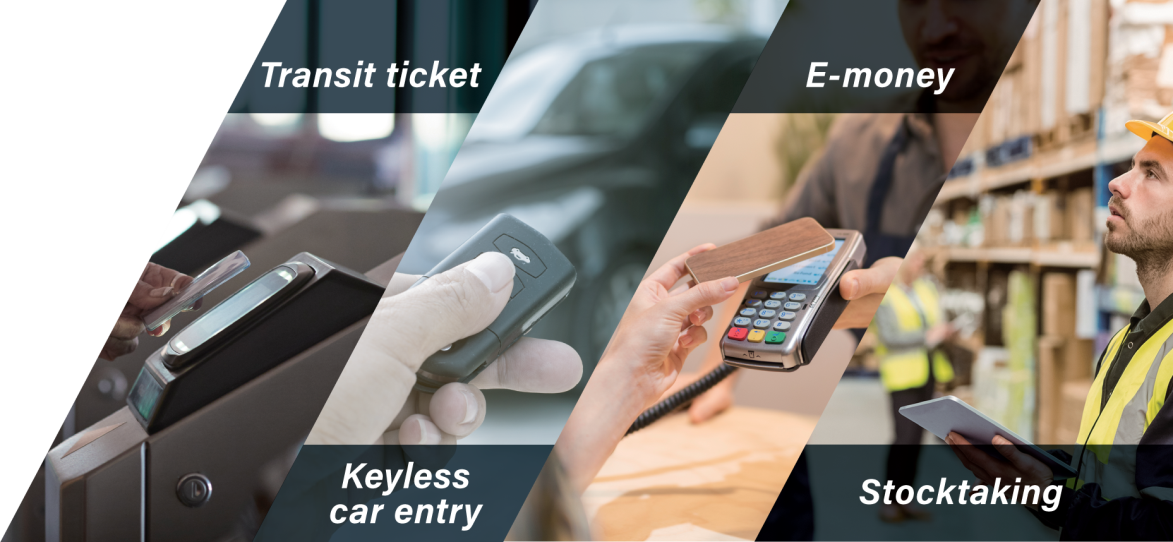 Transit ticket
Keyless
car entry
E-money
Stocktaking